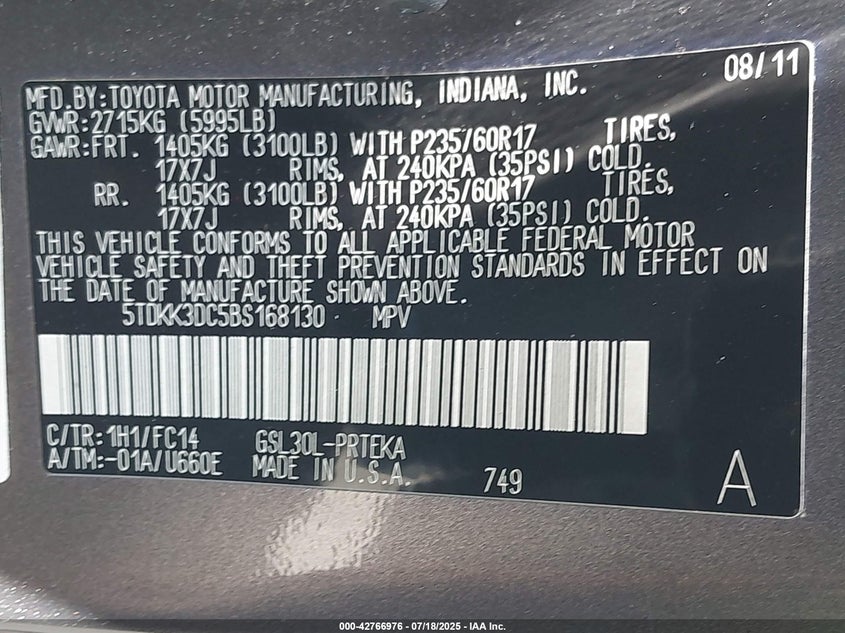 08/11
MFD.BY:TOYOTA MOTOR MANUFACTURING, INDIANA, INC.
GVWR:2715KG (5995LB)
GAWR:FRT. 1405KG (3100LB) WITH P235/60R17 TIRES,
17X7J RIMS, AT 240KPA (35PSI) COLD.
RR. 1405KG (3100LB) WITH P235/60R17 TIRES,
17X7J RIMS, AT 240KPA (35PSI) COLD.
THIS VEHICLE CONFORMS TO ALL APPLICABLE FEDERAL MOTOR
VEHICLE SAFETY AND THEFT PREVENTION STANDARDS IN EFFECT ON
THE DATE OF MANUFACTURE SHOWN ABOVE.
5TDKK3DC5BS168130 MPV
C/TR:1H1/FC14 GSL30L-PRTEKA
A/TM:-01A/U660E MADE IN U.S.A. 749 A
000-42766976 - 07/18/2025 - IAA Inc.